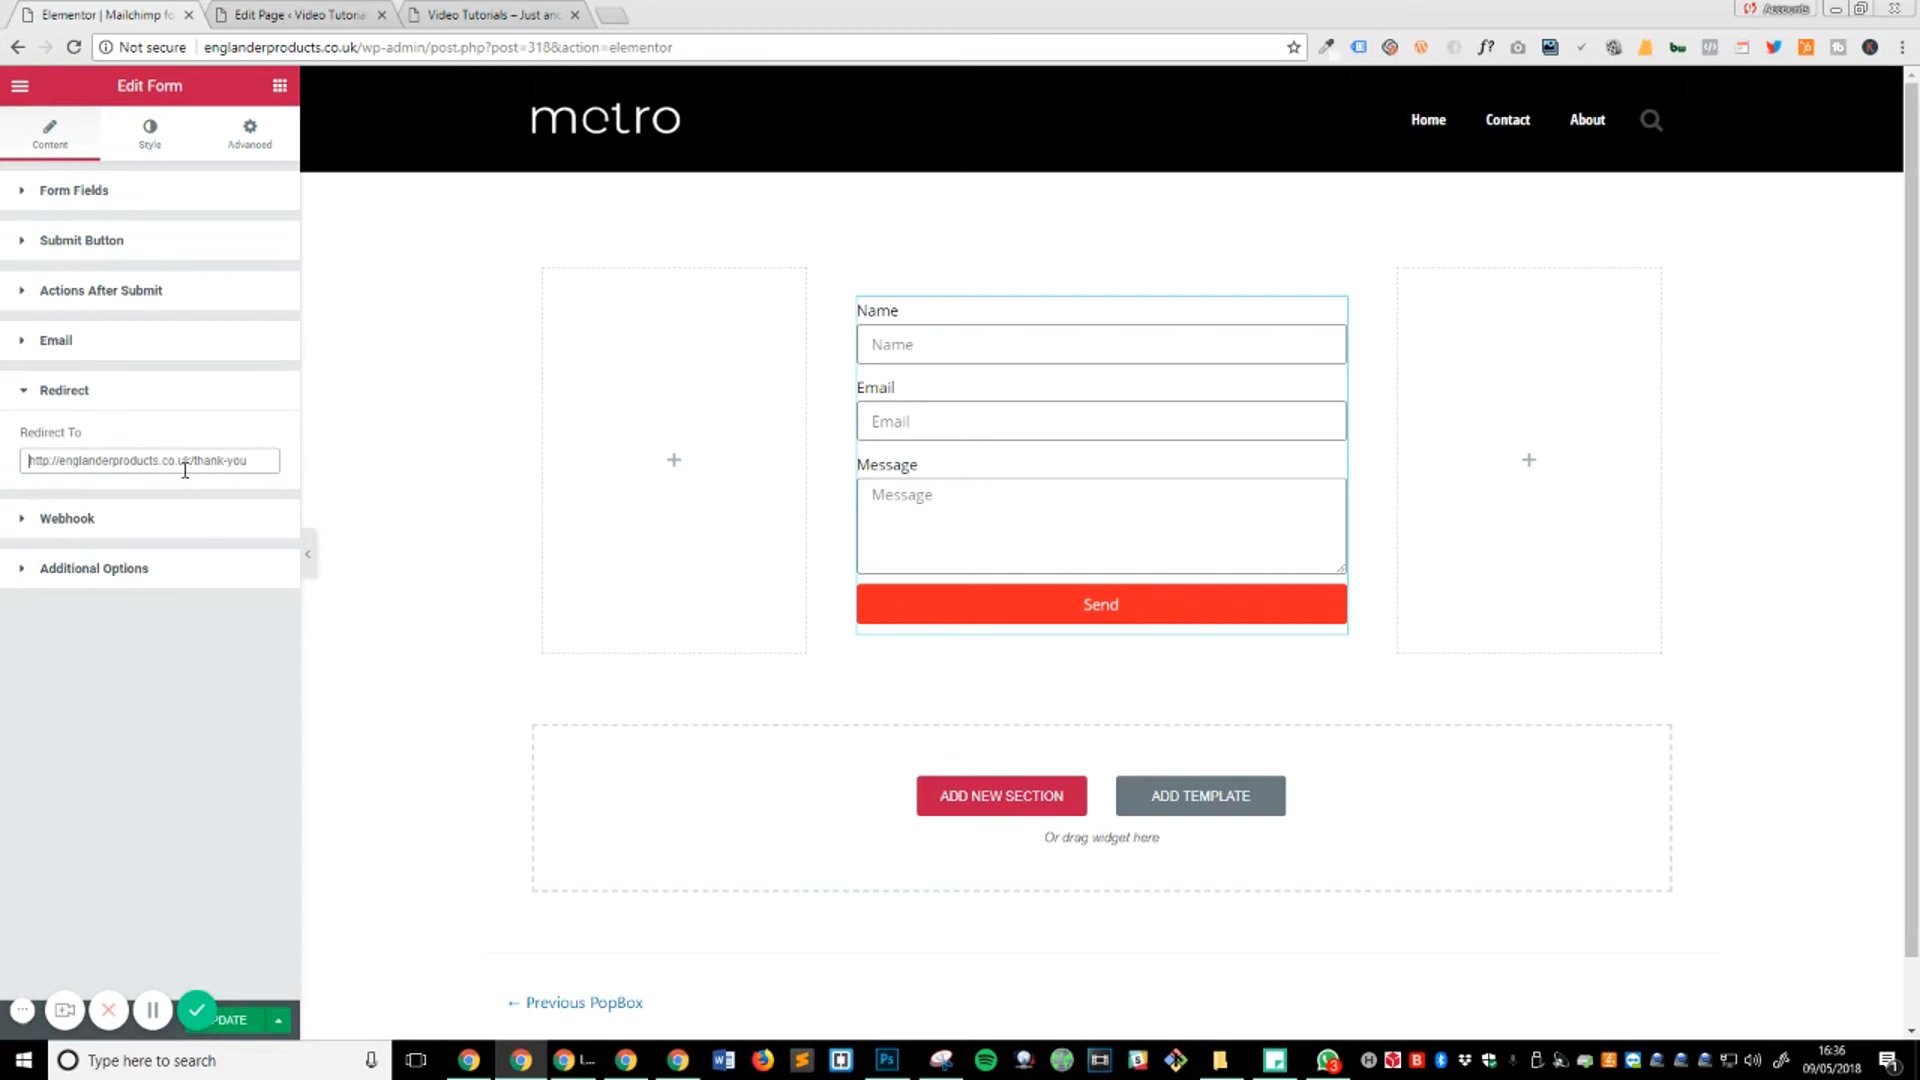 Elementor | Mailchimp fo
Edit Page ‹ Video Tutoria
Video Tutorials – Just an
Accounts
Not secure
englanderproducts.co.uk/wp-admin/post.php?post=318&action=elementor
Edit Form
Content
Style
Advanced
Form Fields
Submit Button
Actions After Submit
Email
Redirect
Redirect To
http://englanderproducts.co.uk/thank-you
Webhook
Additional Options
metro
Home
Contact
About
Name
Name
Email
Email
Message
Message
Send
ADD NEW SECTION
ADD TEMPLATE
Or drag widget here
← Previous PopBox
Type here to search
16:36
09/05/2018